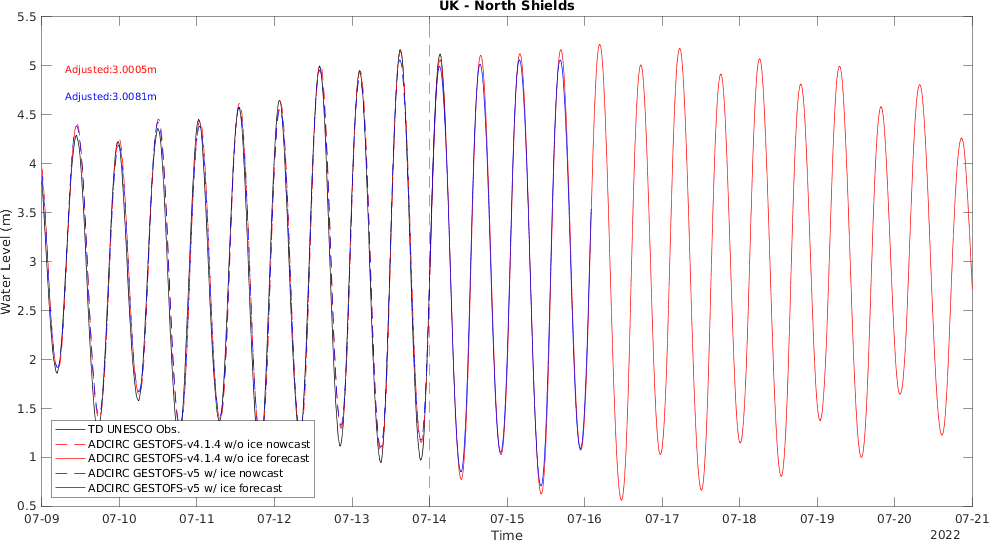 UK - North Shields
5.5
5
4.5
4
3.5
3
2.5
2
1.5
1
0.5
Water Level (m)
Adjusted:3.0005m
Adjusted:3.0081m
TD UNESCO Obs.
ADCIRC GESTOFS-v4.1.4 w/o ice nowcast
ADCIRC GESTOFS-v4.1.4 w/o ice forecast
ADCIRC GESTOFS-v5 w/ ice nowcast
ADCIRC GESTOFS-v5 w/ ice forecast
07-09 07-10 07-11 07-12 07-13 07-14 07-15 07-16 07-17 07-18 07-19 07-20 07-21
Time
2022